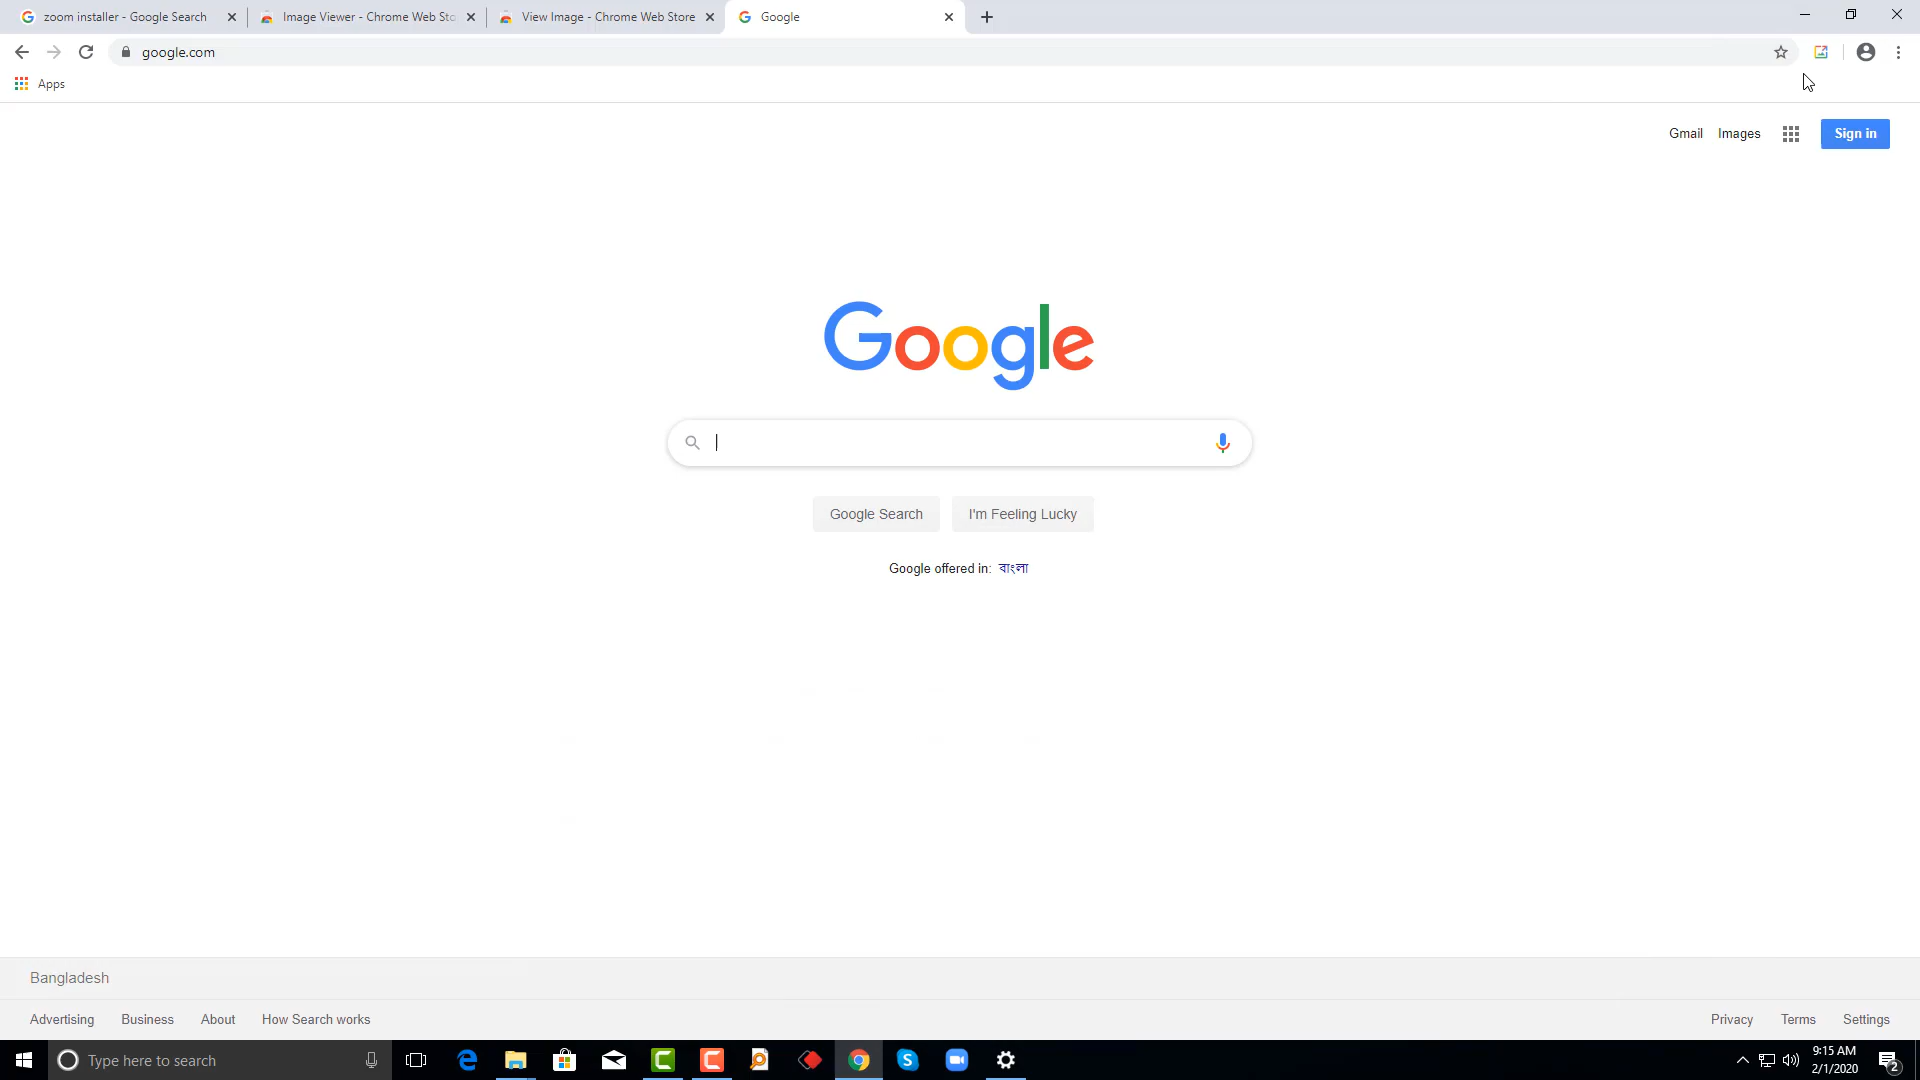 zoom installer - Google Search
Image Viewer - Chrome Web Sto
View Image - Chrome Web Store
Google
google.com
Apps
Gmail Images Sign in
Google
Google Search I'm Feeling Lucky
Google offered in: বাংলা
Bangladesh
Advertising Business About How Search works Privacy Terms Settings
Type here to search
9:15 AM
2/1/2020
2